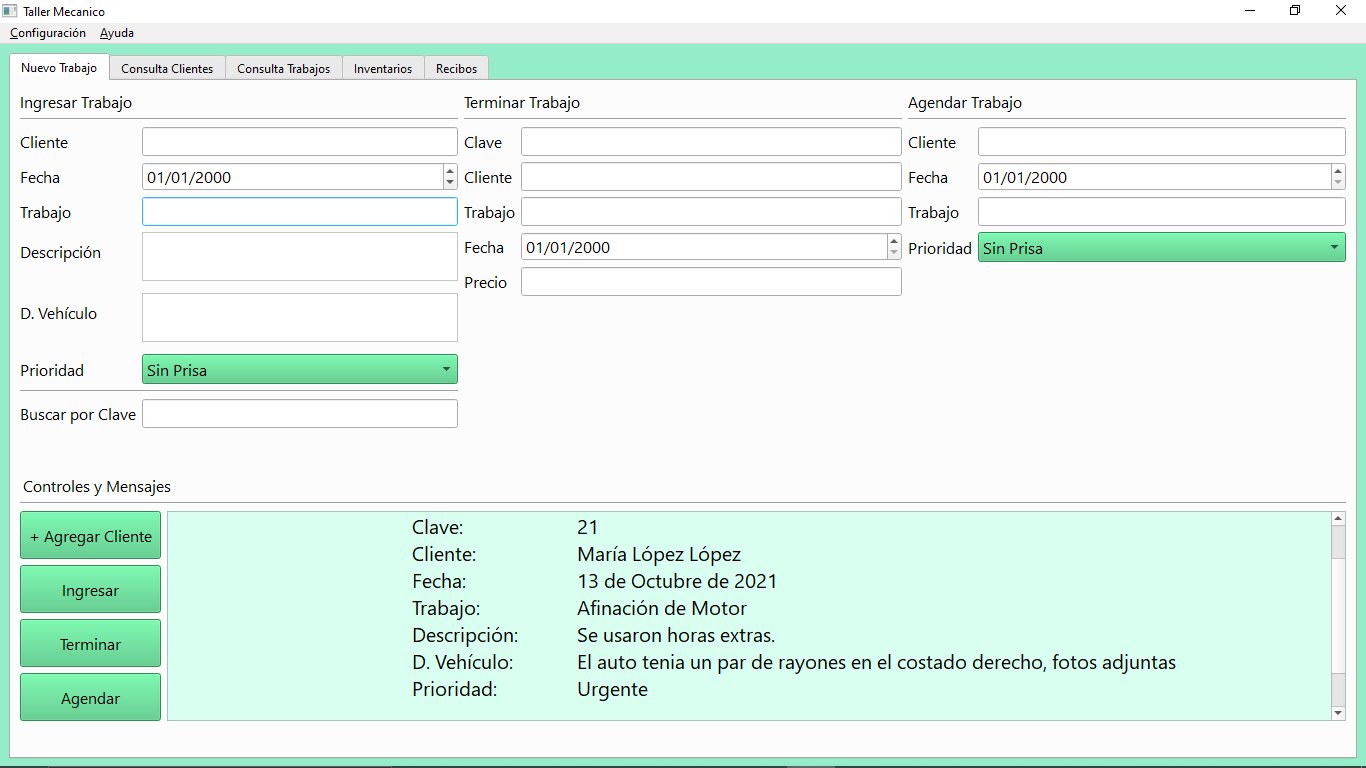 Taller Mecanico
Configuración Ayuda
Nuevo Trabajo Consulta Clientes Consulta Trabajos Inventarios Recibos
Ingresar Trabajo
Cliente
Fecha 01/01/2000
Trabajo
Descripción
D. Vehículo
Prioridad Sin Prisa
Buscar por Clave
Terminar Trabajo
Clave
Cliente
Trabajo
Fecha 01/01/2000
Precio
Agendar Trabajo
Cliente
Fecha 01/01/2000
Trabajo
Prioridad Sin Prisa
Controles y Mensajes
+ Agregar Cliente
Ingresar
Terminar
Agendar
Clave: 21
Cliente: María López López
Fecha: 13 de Octubre de 2021
Trabajo: Afinación de Motor
Descripción: Se usaron horas extras.
D. Vehículo: El auto tenia un par de rayones en el costado derecho, fotos adjuntas
Prioridad: Urgente